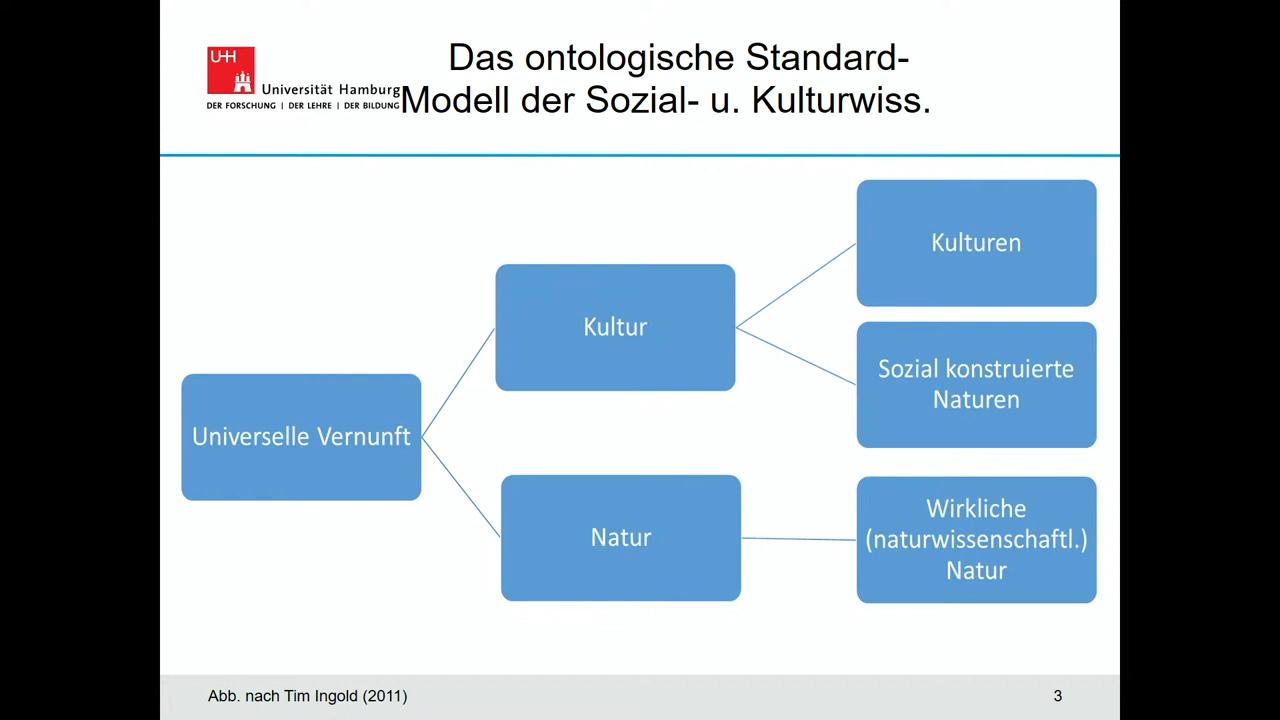 Das ontologische Standard-
Modell der Sozial- u. Kulturwiss.
UHH
Universität Hamburg
DER FORSCHUNG | DER LEHRE | DER BILDUNG
Universelle Vernunft
Kultur
Natur
Kulturen
Sozial konstruierte
Naturen
Wirkliche
(naturwissenschaftl.)
Natur
Abb. nach Tim Ingold (2011)
3